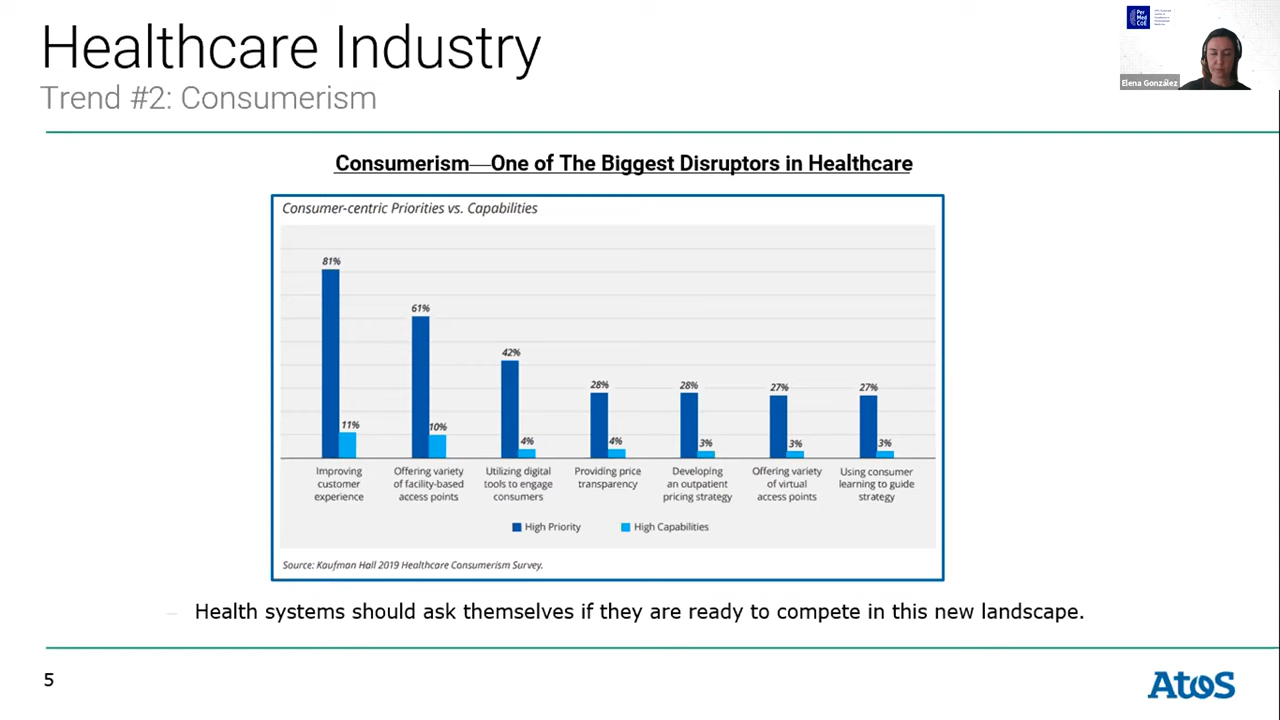 Healthcare Industry
Trend #2: Consumerism
Per
Med
CoE
Elena González
Consumerism—One of The Biggest Disruptors in Healthcare
Consumer-centric Priorities vs. Capabilities
81%
11%
61%
10%
42%
4%
28%
4%
28%
3%
27%
3%
27%
3%
Improving
customer
experience
Offering variety
of facility-based
access points
Utilizing digital
tools to engage
consumers
Providing price
transparency
Developing
an outpatient
pricing strategy
Offering variety
of virtual
access points
Using consumer
learning to guide
strategy
High Priority
High Capabilities
Source: Kaufman Hall 2019 Healthcare Consumerism Survey.
– Health systems should ask themselves if they are ready to compete in this new landscape.
5
Atos